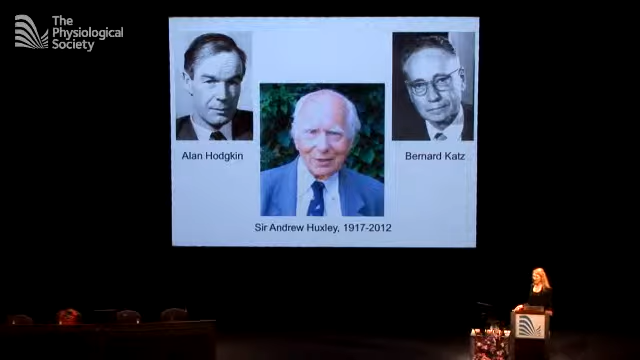 The
Physiological
Society
Alan Hodgkin
Bernard Katz
Sir Andrew Huxley, 1917-2012